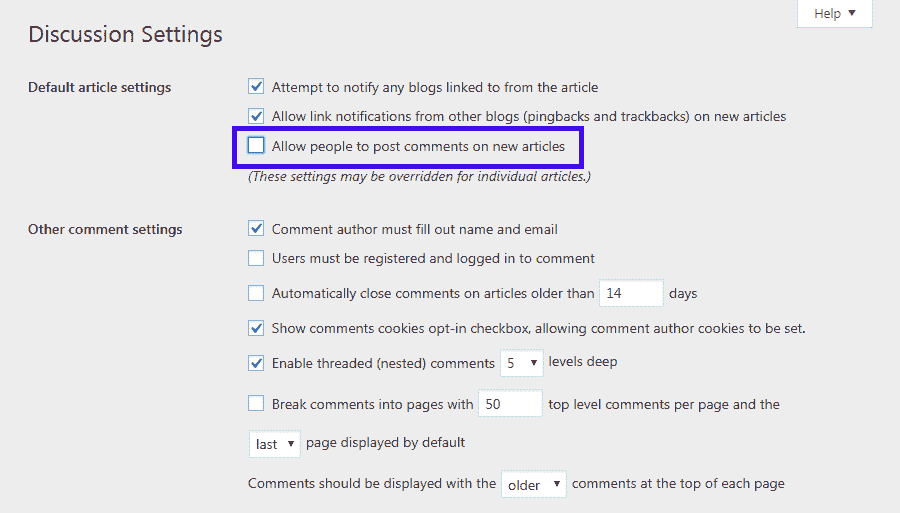 Help
Discussion Settings
Default article settings
Attempt to notify any blogs linked to from the article
Allow link notifications from other blogs (pingbacks and trackbacks) on new articles
Allow people to post comments on new articles
(These settings may be overridden for individual articles.)
Other comment settings
Comment author must fill out name and email
Users must be registered and logged in to comment
Automatically close comments on articles older than 14 days
Show comments cookies opt-in checkbox, allowing comment author cookies to be set.
Enable threaded (nested) comments 5 levels deep
Break comments into pages with 50 top level comments per page and the
last page displayed by default
Comments should be displayed with the older comments at the top of each page